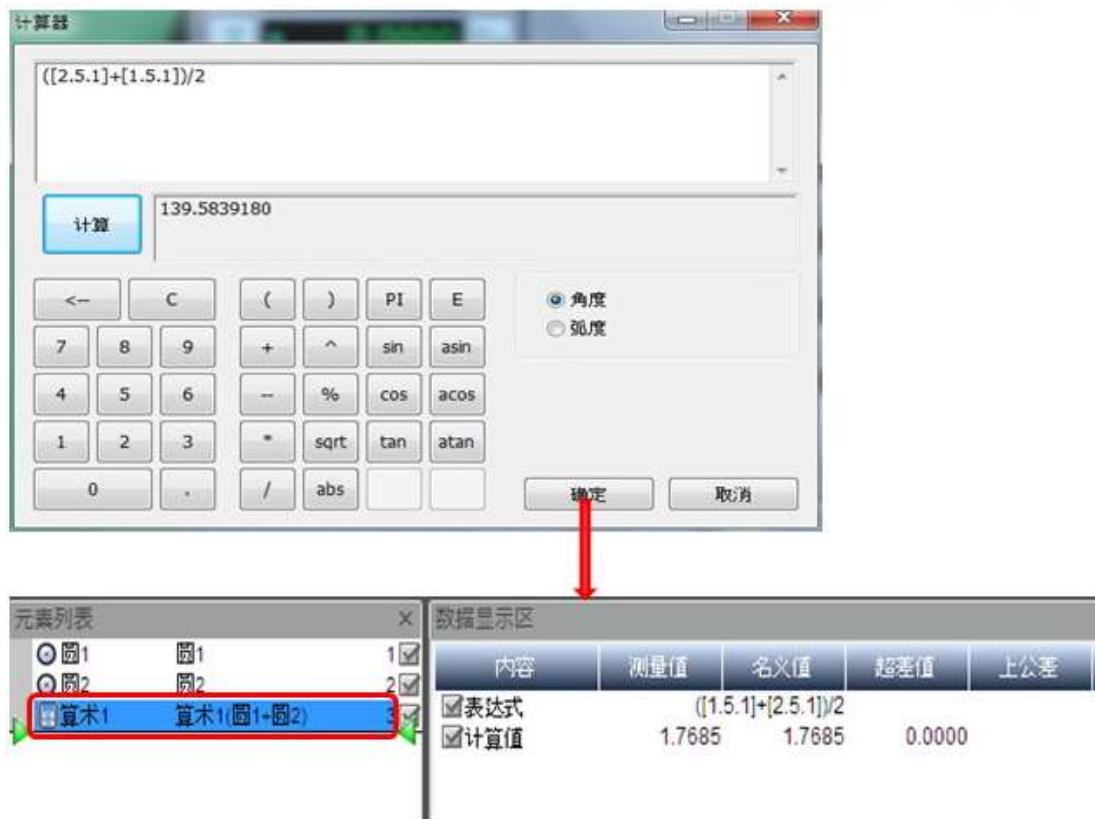 计算器
([2.5.1]+[1.5.1])/2
计算
139.5839180
<-- C ( ) PI E
角度
弧度
7 8 9 + ^ sin asin
4 5 6 -- % cos acos
1 2 3 * sqrt tan atan
0 . / abs
确定 取消
元素列表 ×
圆1 圆1 1
圆2 圆2 2
算术1 算术1(圆1+圆2) 3
数据显示区
内容 测量值 名义值 超差值 上公差
表达式 ([1.5.1]+[2.5.1])/2
计算值 1.7685 1.7685 0.0000